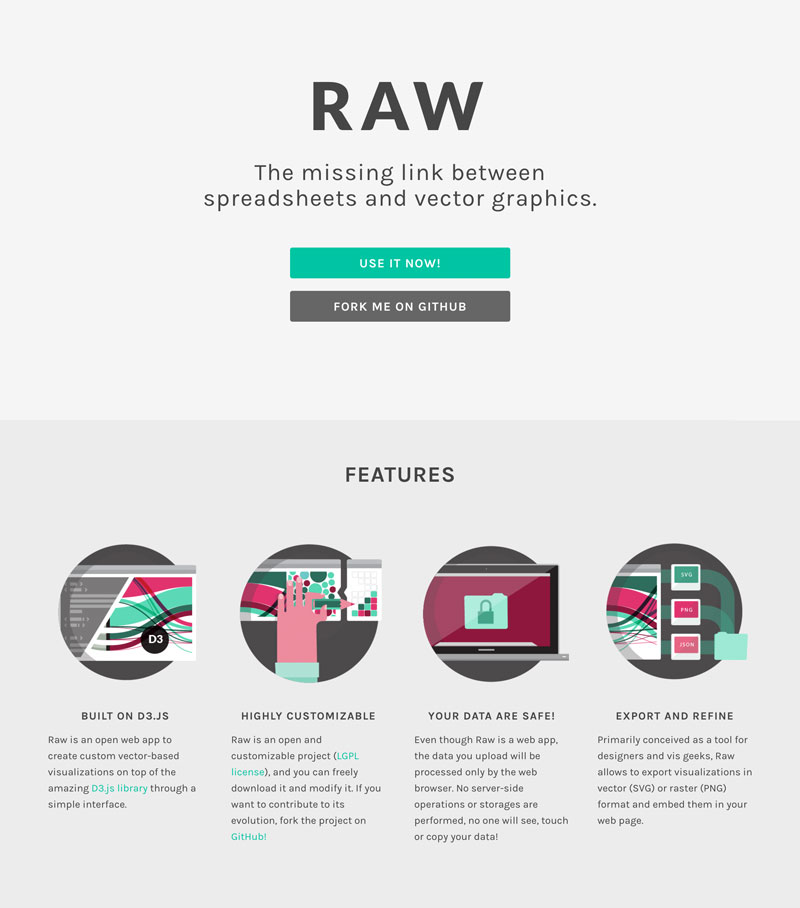 RAW
The missing link between
spreadsheets and vector graphics.
USE IT NOW!
FORK ME ON GITHUB
FEATURES
D3
SVG
PNG
JSON
BUILT ON D3.JS
Raw is an open web app to
create custom vector-based
visualizations on top of the
amazing D3.js library through a
simple interface.
HIGHLY CUSTOMIZABLE
Raw is an open and
customizable project (LGPL
license), and you can freely
download it and modify it. If you
want to contribute to its
evolution, fork the project on
GitHub!
YOUR DATA ARE SAFE!
Even though Raw is a web app,
the data you upload will be
processed only by the web
browser. No server-side
operations or storages are
performed, no one will see, touch
or copy your data!
EXPORT AND REFINE
Primarily conceived as a tool for
designers and vis geeks, Raw
allows to export visualizations in
vector (SVG) or raster (PNG)
format and embed them in your
web page.